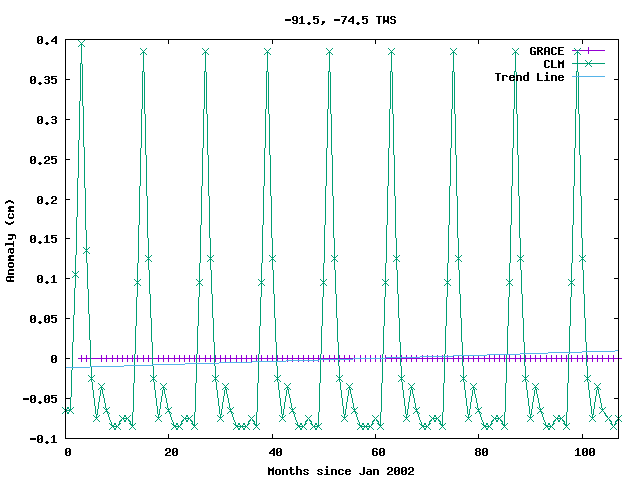 -91.5, -74.5 TWS
GRACE
CLM
Trend Line
0.4
0.35
0.3
0.25
0.2
0.15
0.1
0.05
0
-0.05
-0.1
Anomaly (cm)
0 20 40 60 80 100
Months since Jan 2002